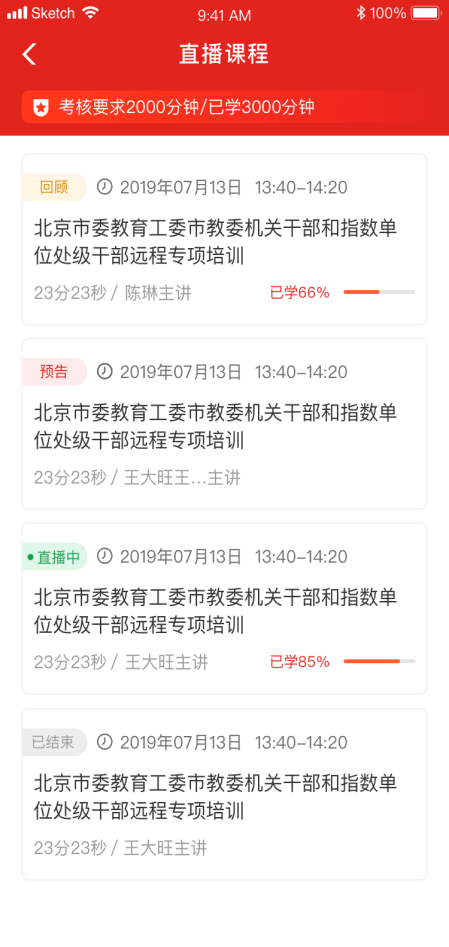 Sketch 9:41 AM 100%
直播课程
考核要求2000分钟/已学3000分钟
回顾 2019年07月13日 13:40-14:20
北京市委教育工委市教委机关干部和指数单
位处级干部远程专项培训
23分23秒 / 陈琳主讲 已学66%
预告 2019年07月13日 13:40-14:20
北京市委教育工委市教委机关干部和指数单
位处级干部远程专项培训
23分23秒 / 王大旺王...主讲
直播中 2019年07月13日 13:40-14:20
北京市委教育工委市教委机关干部和指数单
位处级干部远程专项培训
23分23秒 / 王大旺主讲 已学85%
已结束 2019年07月13日 13:40-14:20
北京市委教育工委市教委机关干部和指数单
位处级干部远程专项培训
23分23秒 / 王大旺主讲